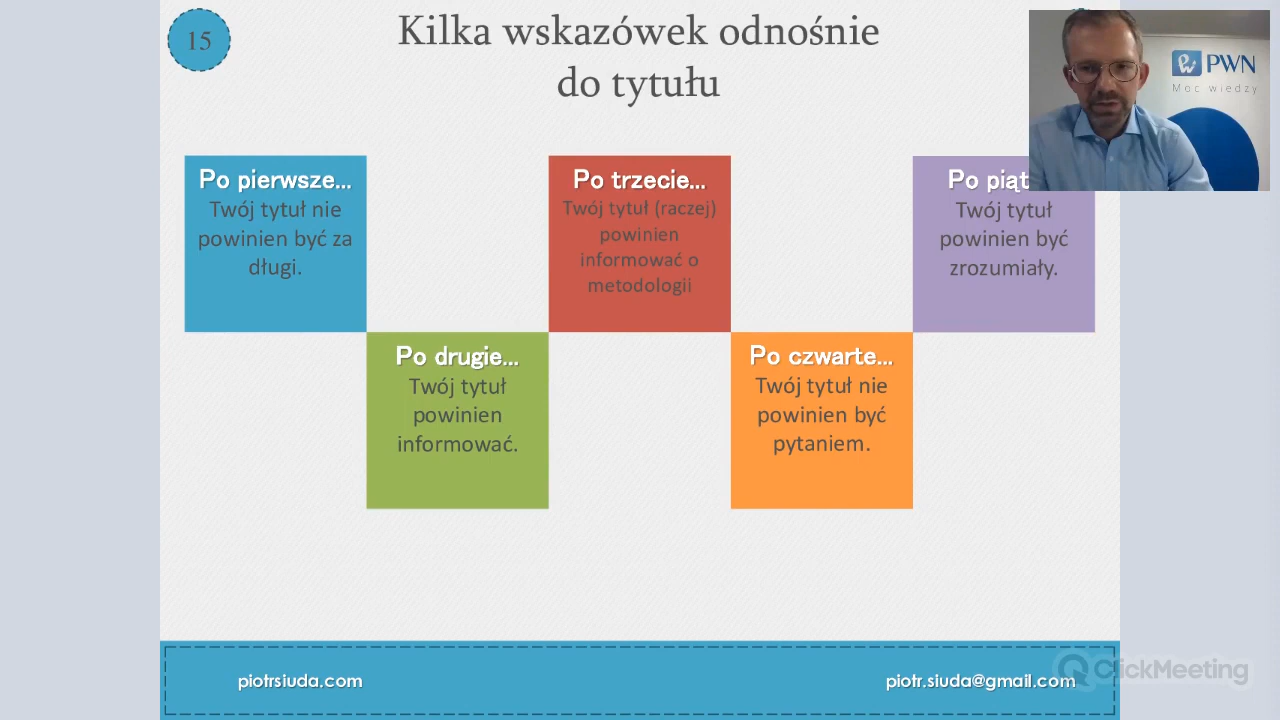 15
Kilka wskazówek odnośnie
do tytułu
PWN
Moc wiedzy
Po pierwsze...
Twój tytuł nie
powinien być za
długi.
Po drugie...
Twój tytuł
powinien
informować.
Po trzecie...
Twój tytuł (raczej)
powinien
informować o
metodologii
Po czwarte...
Twój tytuł nie
powinien być
pytaniem.
Po
Twój tytuł
powinien być
zrozumiały.
piotrsiuda.com
piotr.siuda@gmail.com
ClickMeeting